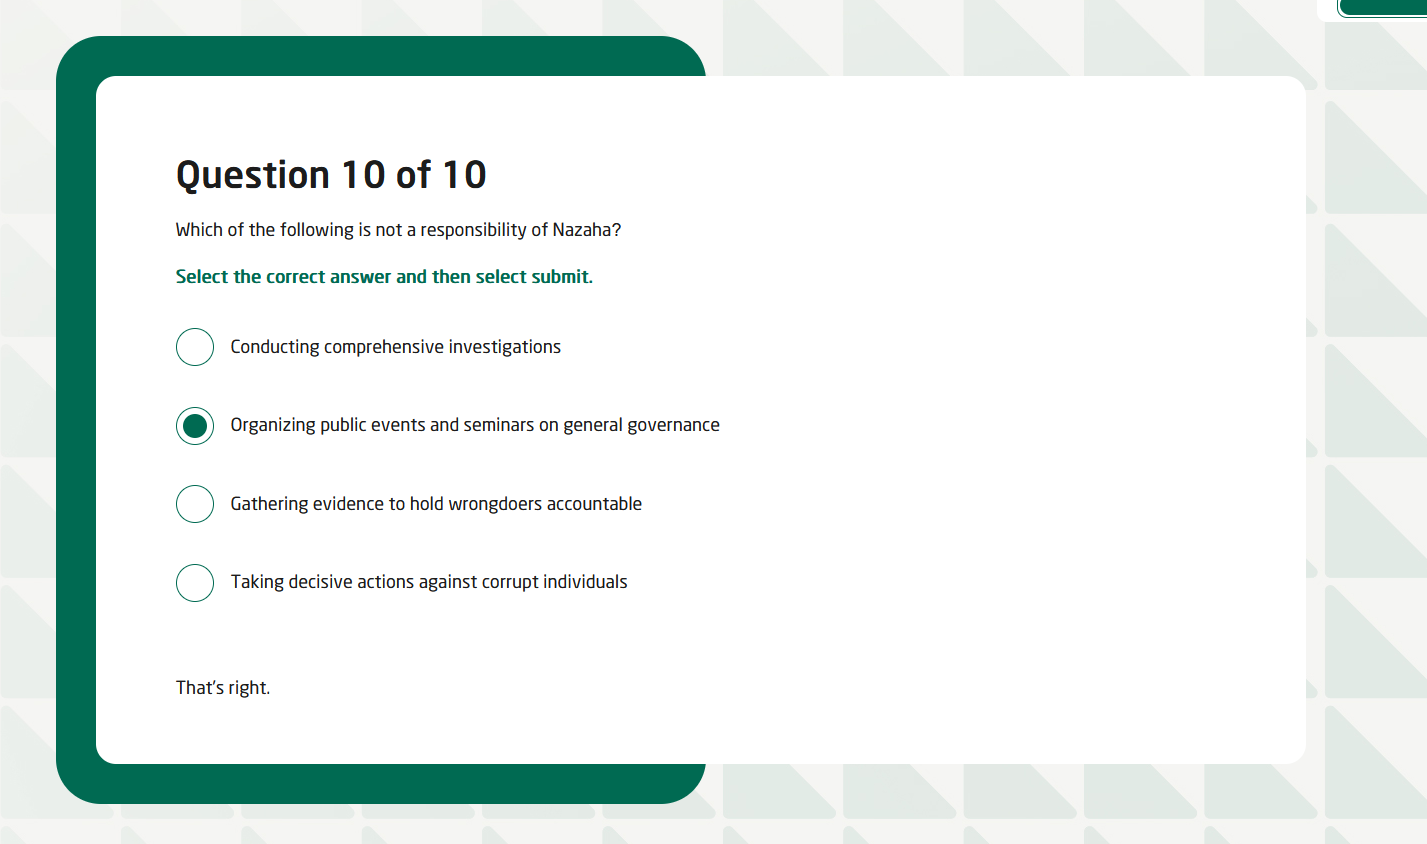 Question 10 of 10
Which of the following is not a responsibility of Nazaha?
Select the correct answer and then select submit.
Conducting comprehensive investigations
Organizing public events and seminars on general governance
Gathering evidence to hold wrongdoers accountable
Taking decisive actions against corrupt individuals
That’s right.